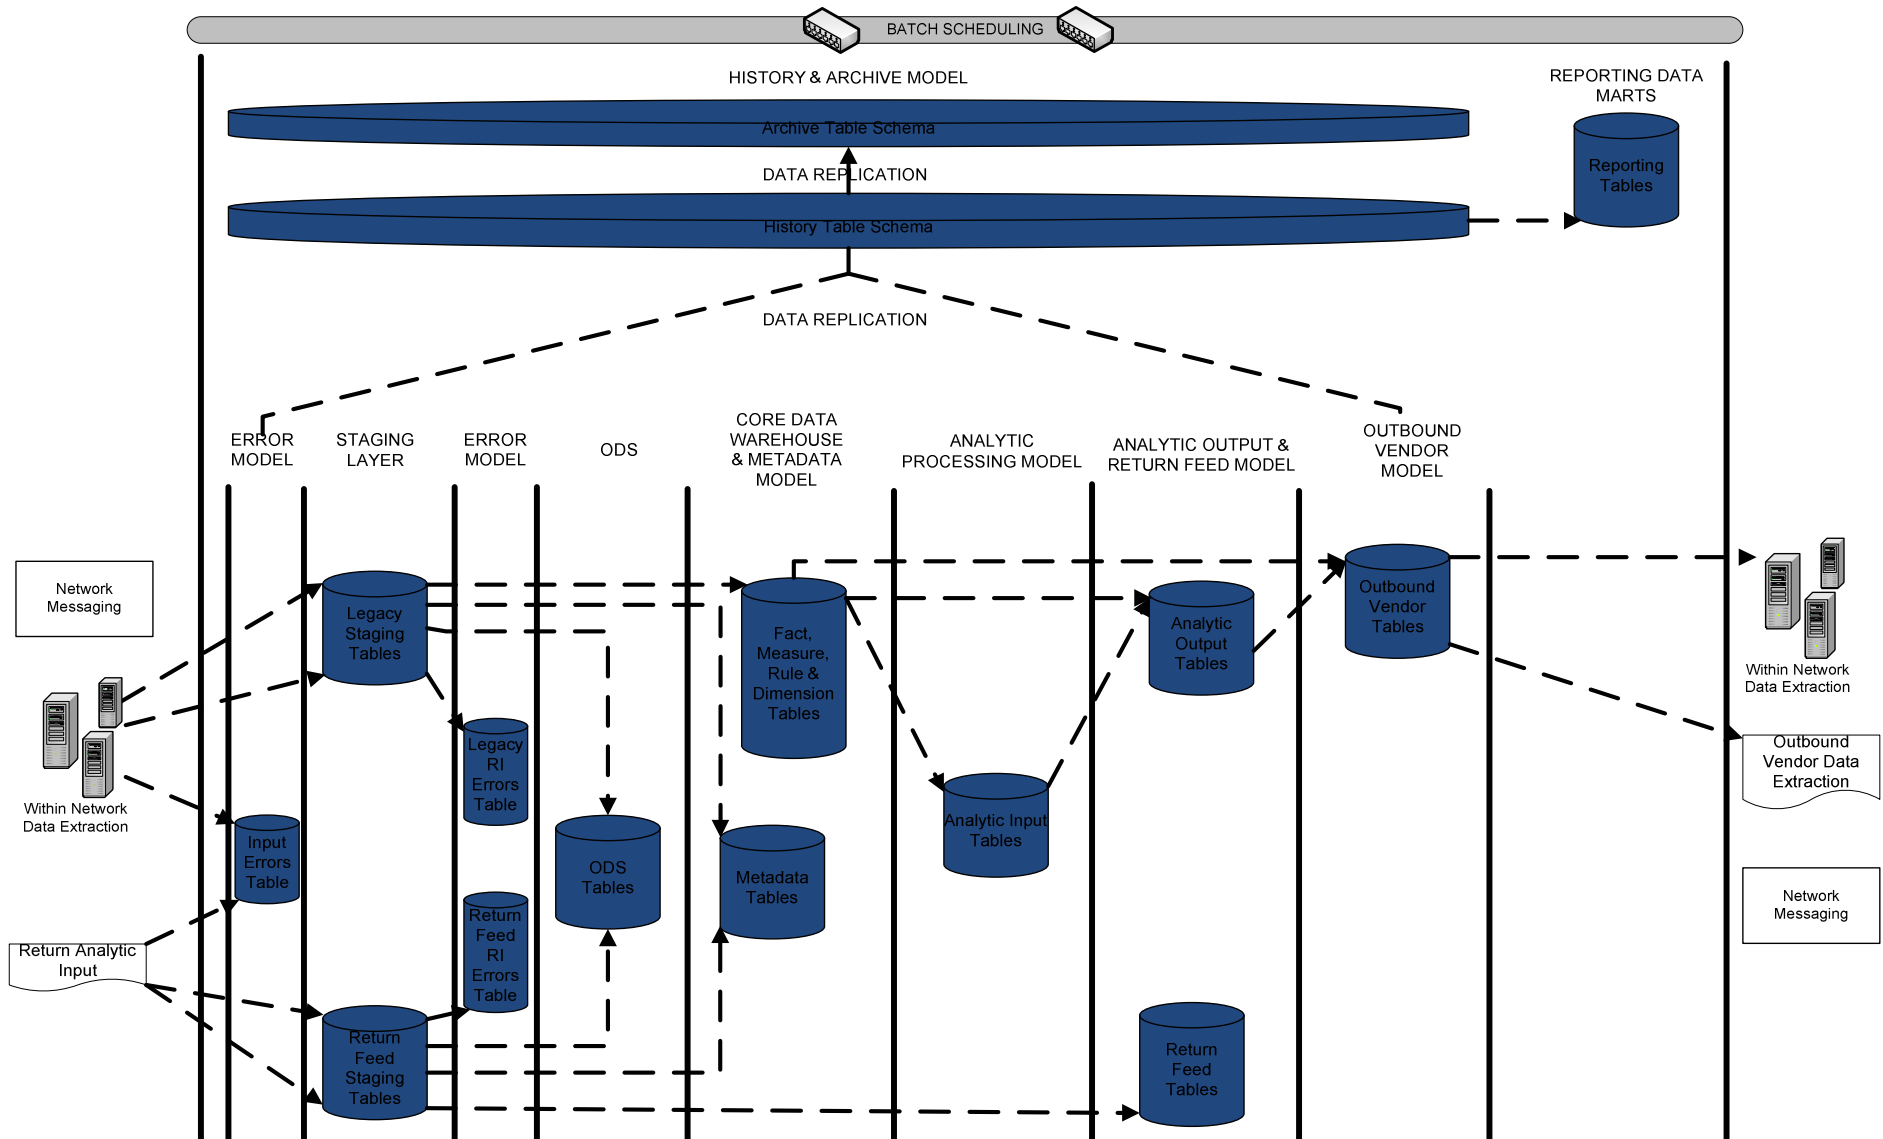 BATCH SCHEDULING
HISTORY & ARCHIVE MODEL
REPORTING DATA
MARTS
Archive Table Schema
DATA REPLICATION
Reporting
Tables
History Table Schema
DATA REPLICATION
ERROR
MODEL
STAGING
LAYER
ERROR
MODEL
ODS
CORE DATA
WAREHOUSE
& METADATA
MODEL
ANALYTIC
PROCESSING MODEL
ANALYTIC OUTPUT &
RETURN FEED MODEL
OUTBOUND
VENDOR
MODEL
Network
Messaging
Legacy
Staging
Tables
Fact,
Measure,
Rule &
Dimension
Tables
Analytic
Output
Tables
Outbound
Vendor
Tables
Within Network
Data Extraction
Legacy
RI
Errors
Table
Outbound
Vendor Data
Extraction
Within Network
Data Extraction
Input
Errors
Table
ODS
Tables
Metadata
Tables
Analytic Input
Tables
Network
Messaging
Return Analytic
Input
Return
Feed
RI
Errors
Table
Return
Feed
Staging
Tables
Return
Feed
Tables